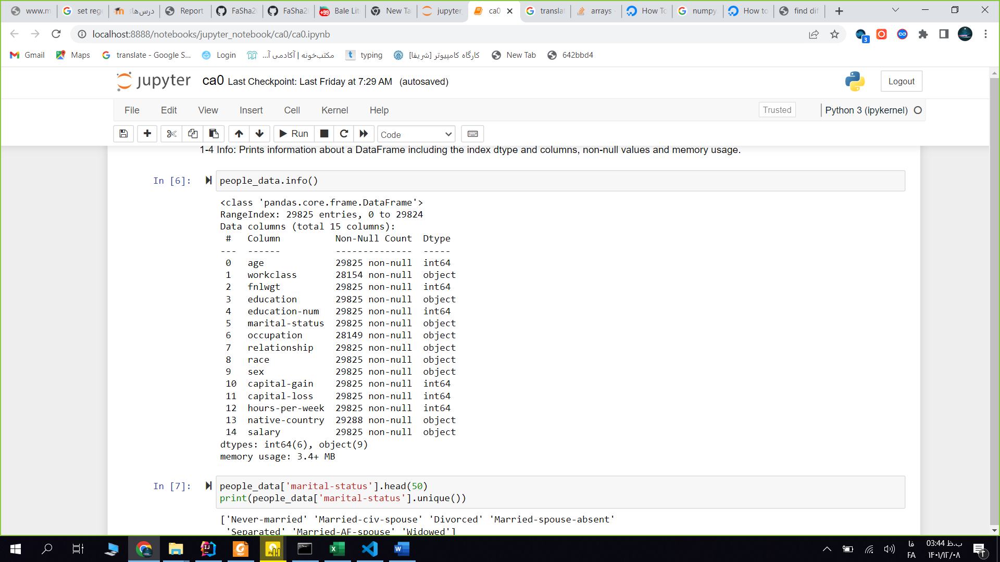 www.m
set rege
درس‌ها
Report
FaSha2
FaSha2
Bale Lit
New Ta
jupyter
ca0
translat
arrays -
How To
numpy
How to
find dif
localhost:8888/notebooks/jupyter_notebook/ca0/ca0.ipynb
3
Gmail
Maps
translate - Google S...
Login
مکتب‌خونه | آکادمی آ...
typing
کارگاه کامپیوتر [شریفا]
New Tab
642bbd4
jupyter ca0 Last Checkpoint: Last Friday at 7:29 AM (autosaved)
Logout
File Edit View Insert Cell Kernel Help
Trusted
Python 3 (ipykernel)
Run
Code
1-4 Info: Prints information about a DataFrame including the index dtype and columns, non-null values and memory usage.
In [6]: people_data.info()
<class 'pandas.core.frame.DataFrame'>
RangeIndex: 29825 entries, 0 to 29824
Data columns (total 15 columns):
# Column Non-Null Count Dtype
--- ------ -------------- -----
0 age 29825 non-null int64
1 workclass 28154 non-null object
2 fnlwgt 29825 non-null int64
3 education 29825 non-null object
4 education-num 29825 non-null int64
5 marital-status 29825 non-null object
6 occupation 28149 non-null object
7 relationship 29825 non-null object
8 race 29825 non-null object
9 sex 29825 non-null object
10 capital-gain 29825 non-null int64
11 capital-loss 29825 non-null int64
12 hours-per-week 29825 non-null int64
13 native-country 29288 non-null object
14 salary 29825 non-null object
dtypes: int64(6), object(9)
memory usage: 3.4+ MB
In [7]: people_data['marital-status'].head(50)
print(people_data['marital-status'].unique())
['Never-married' 'Married-civ-spouse' 'Divorced' 'Married-spouse-absent'
'Separated' 'Married-AF-spouse' 'Widowed']
فا
FA
03:44 ب.ظ
۱۴۰۱/۱۲/۰۸
۲